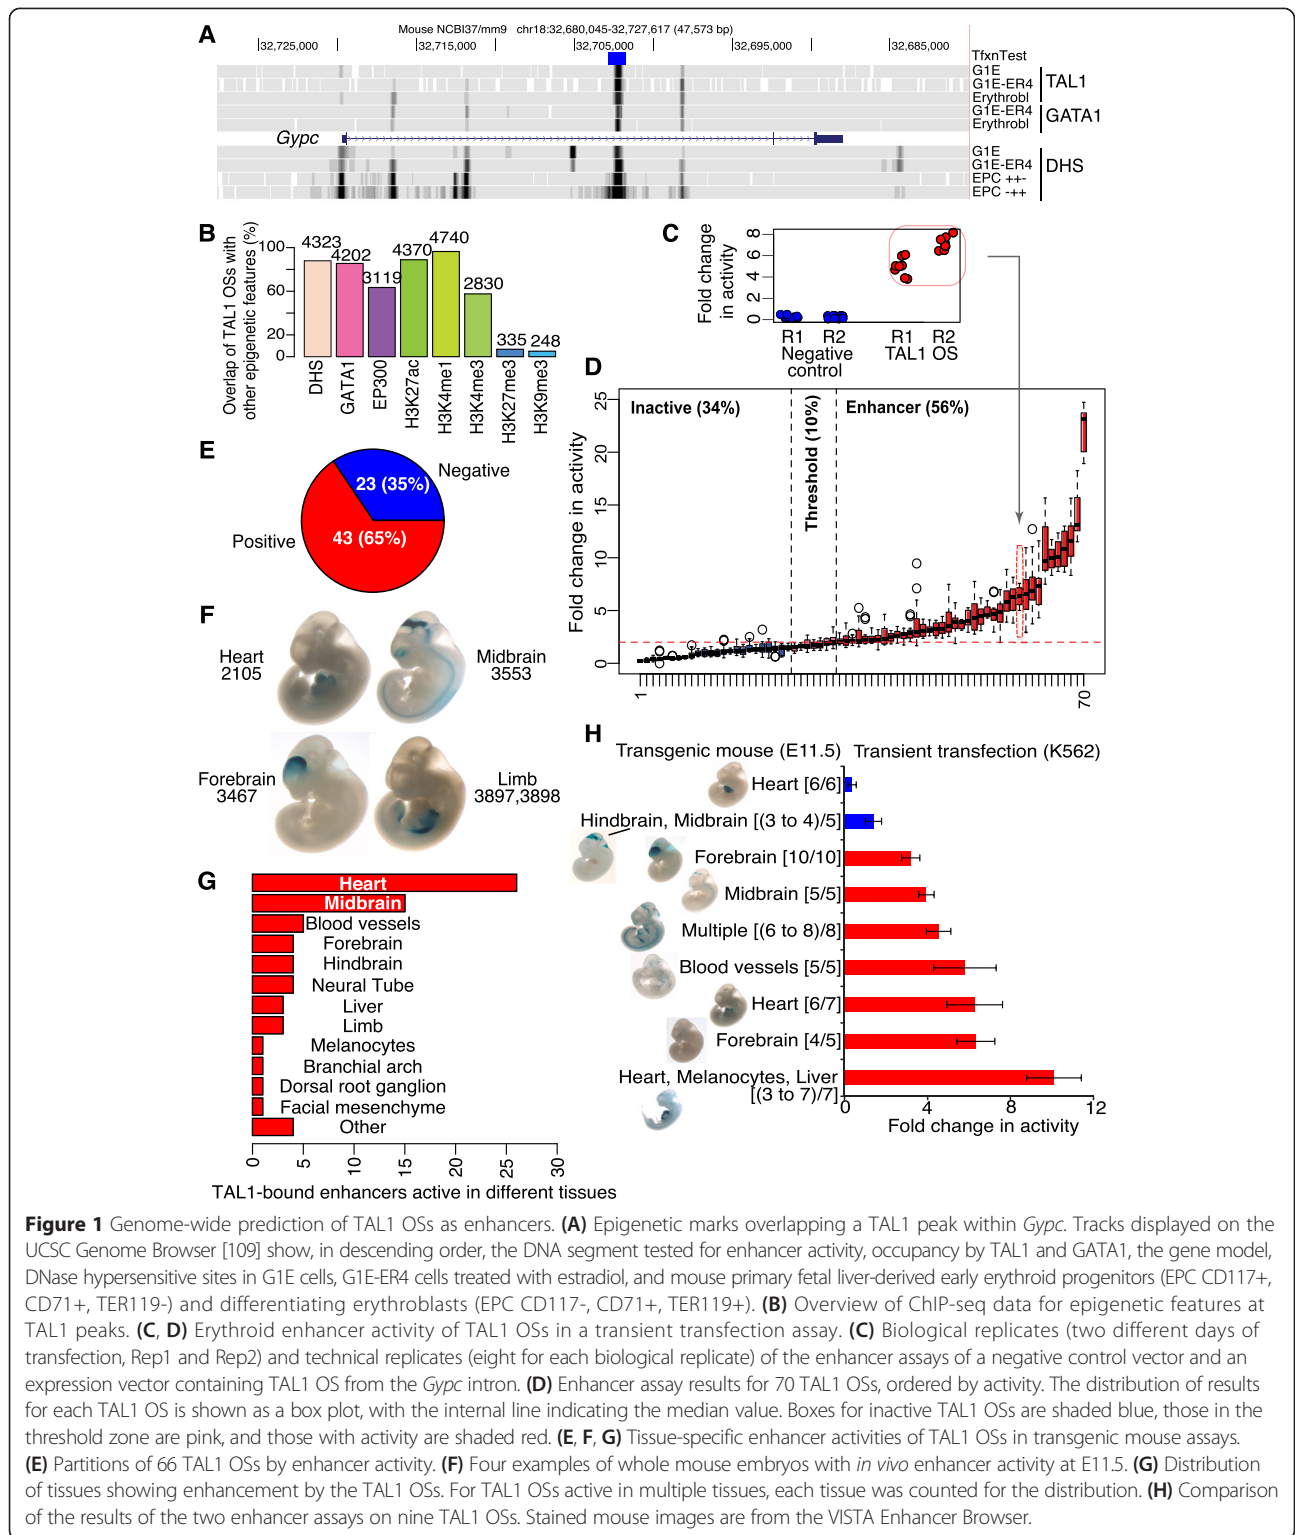 A
Mouse NCBI37/mm9 chr18:32,680,045-32,727,617 (47,573 bp)
32,725,000 32,715,000 32,705,000 32,695,000 32,685,000
TfxnTest
G1E
G1E-ER4
Erythrobl
TAL1
G1E-ER4
Erythrobl
GATA1
Gypc
G1E
G1E-ER4
EPC ++-
EPC -++
DHS
B
Overlap of TAL1 OSs with
other epigenetic features (%)
100
60
20
0
4323
4202
3119
4370
4740
2830
335
248
DHS
GATA1
EP300
H3K27ac
H3K4me1
H3K4me3
H3K27me3
H3K9me3
C
Fold change
in activity
8
6
4
2
0
R1 R2 R1 R2
Negative
control
TAL1 OS
D
Fold change in activity
25
20
15
10
5
0
Inactive (34%)
Threshold (10%)
Enhancer (56%)
1
70
E
Negative
23 (35%)
Positive
43 (65%)
F
Heart
2105
Midbrain
3553
Forebrain
3467
Limb
3897,3898
G
Heart
Midbrain
Blood vessels
Forebrain
Hindbrain
Neural Tube
Liver
Limb
Melanocytes
Branchial arch
Dorsal root ganglion
Facial mesenchyme
Other
0 5 10 15 20 25 30
TAL1-bound enhancers active in different tissues
H
Transgenic mouse (E11.5) Transient transfection (K562)
Heart [6/6]
Hindbrain, Midbrain [(3 to 4)/5]
Forebrain [10/10]
Midbrain [5/5]
Multiple [(6 to 8)/8]
Blood vessels [5/5]
Heart [6/7]
Forebrain [4/5]
Heart, Melanocytes, Liver
[(3 to 7)/7]
0 4 8 12
Fold change in activity
Figure 1 Genome-wide prediction of TAL1 OSs as enhancers. (A) Epigenetic marks overlapping a TAL1 peak within Gypc. Tracks displayed on the
UCSC Genome Browser [109] show, in descending order, the DNA segment tested for enhancer activity, occupancy by TAL1 and GATA1, the gene model,
DNase hypersensitive sites in G1E cells, G1E-ER4 cells treated with estradiol, and mouse primary fetal liver-derived early erythroid progenitors (EPC CD117+,
CD71+, TER119-) and differentiating erythroblasts (EPC CD117-, CD71+, TER119+). (B) Overview of ChIP-seq data for epigenetic features at
TAL1 peaks. (C, D) Erythroid enhancer activity of TAL1 OSs in a transient transfection assay. (C) Biological replicates (two different days of
transfection, Rep1 and Rep2) and technical replicates (eight for each biological replicate) of the enhancer assays of a negative control vector and an
expression vector containing TAL1 OS from the Gypc intron. (D) Enhancer assay results for 70 TAL1 OSs, ordered by activity. The distribution of results
for each TAL1 OS is shown as a box plot, with the internal line indicating the median value. Boxes for inactive TAL1 OSs are shaded blue, those in the
threshold zone are pink, and those with activity are shaded red. (E, F, G) Tissue-specific enhancer activities of TAL1 OSs in transgenic mouse assays.
(E) Partitions of 66 TAL1 OSs by enhancer activity. (F) Four examples of whole mouse embryos with in vivo enhancer activity at E11.5. (G) Distribution
of tissues showing enhancement by the TAL1 OSs. For TAL1 OSs active in multiple tissues, each tissue was counted for the distribution. (H) Comparison
of the results of the two enhancer assays on nine TAL1 OSs. Stained mouse images are from the VISTA Enhancer Browser.